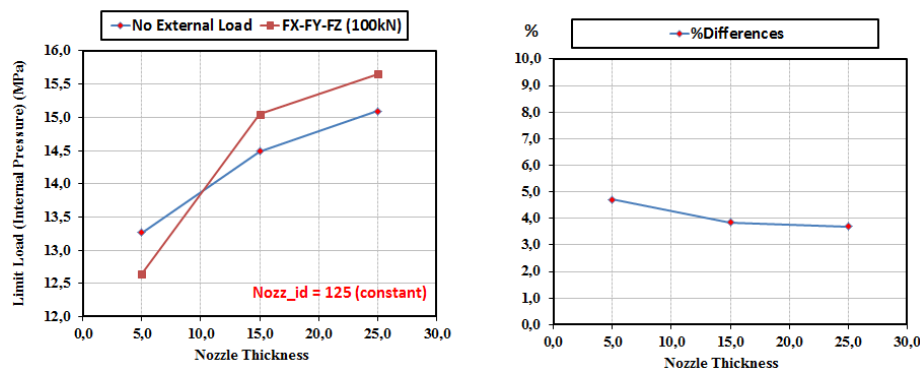 No External Load FX-FY-FZ (100kN)
Limit Load (Internal Pressure) (MPa)
16,0
15,5
15,0
14,5
14,0
13,5
13,0
12,5
12,0
Nozz_id = 125 (constant)
0,0 5,0 10,0 15,0 20,0 25,0 30,0
Nozzle Thickness
% %Differences
10,0
9,0
8,0
7,0
6,0
5,0
4,0
3,0
2,0
1,0
0,0
0,0 5,0 10,0 15,0 20,0 25,0 30,0
Nozzle Thickness